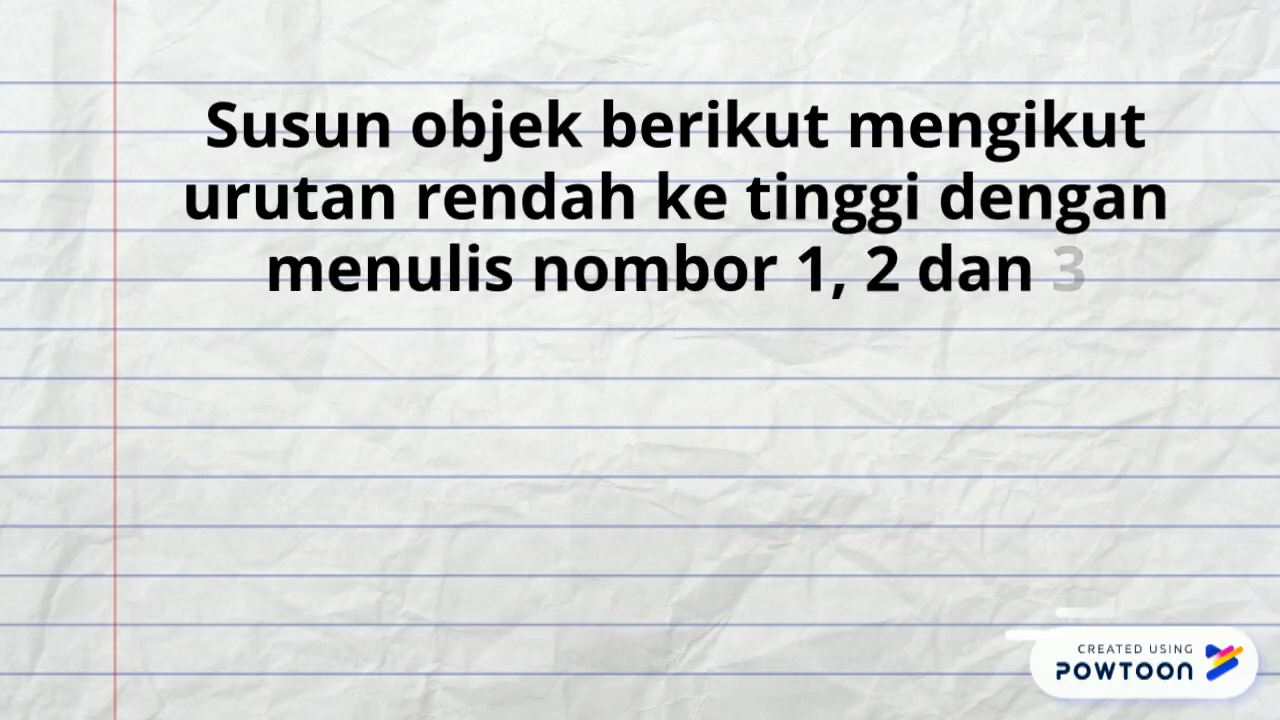 Susun objek berikut mengikut
urutan rendah ke tinggi dengan
menulis nombor 1, 2 dan 3
CREATED USING
POWTOON